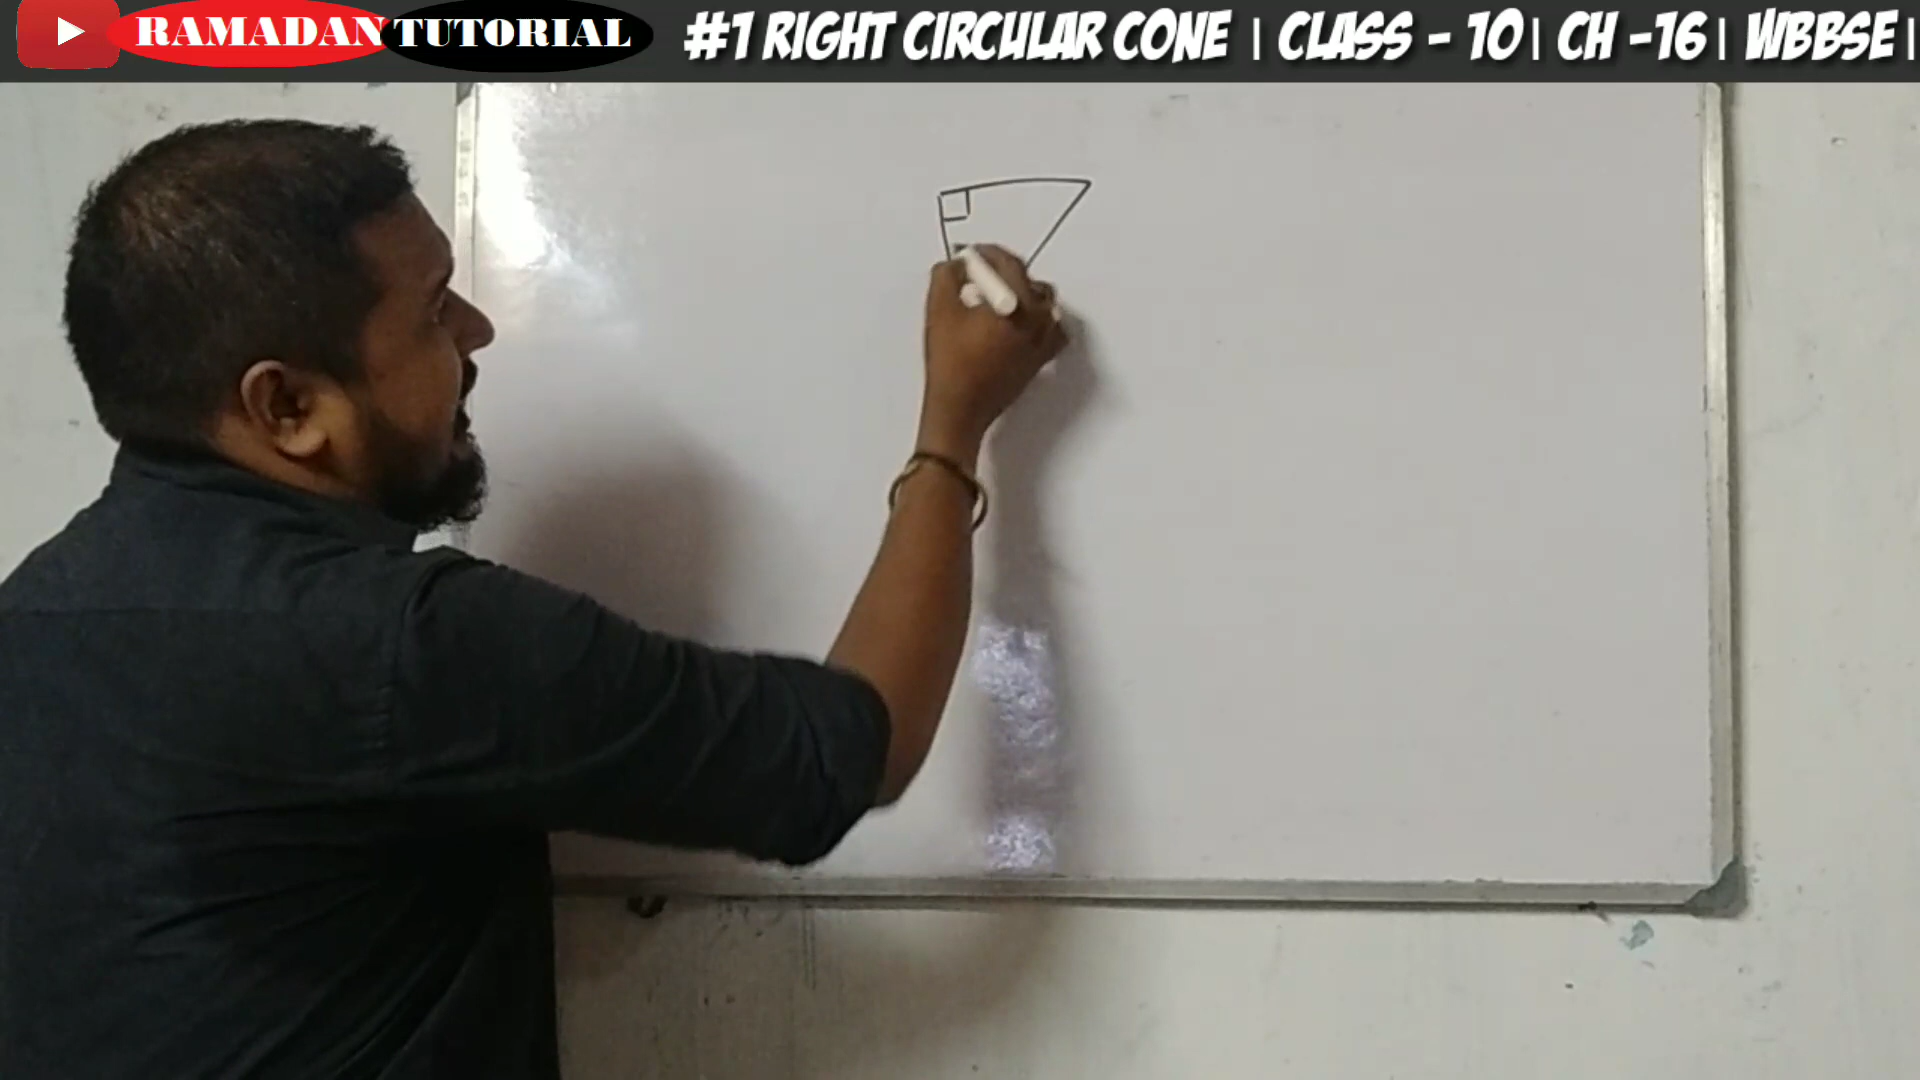 RAMADAN TUTORIAL #1 RIGHT CIRCULAR CONE | CLASS - 10 | CH -16 | WBBSE |